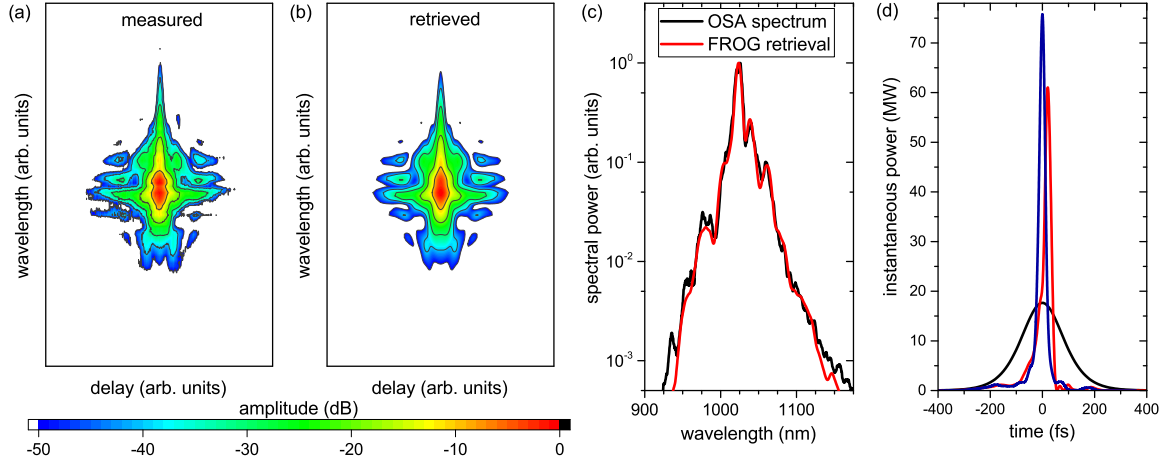 (a)
measured
wavelength (arb. units)
delay (arb. units)
(b)
retrieved
wavelength (arb. units)
delay (arb. units)
amplitude (dB)
-50 -40 -30 -20 -10 0
(c)
OSA spectrum
FROG retrieval
spectral power (arb. units)
10⁰
10⁻¹
10⁻²
10⁻³
900 1000 1100
wavelength (nm)
(d)
instantaneous power (MW)
70
60
50
40
30
20
10
0
-400 -200 0 200 400
time (fs)